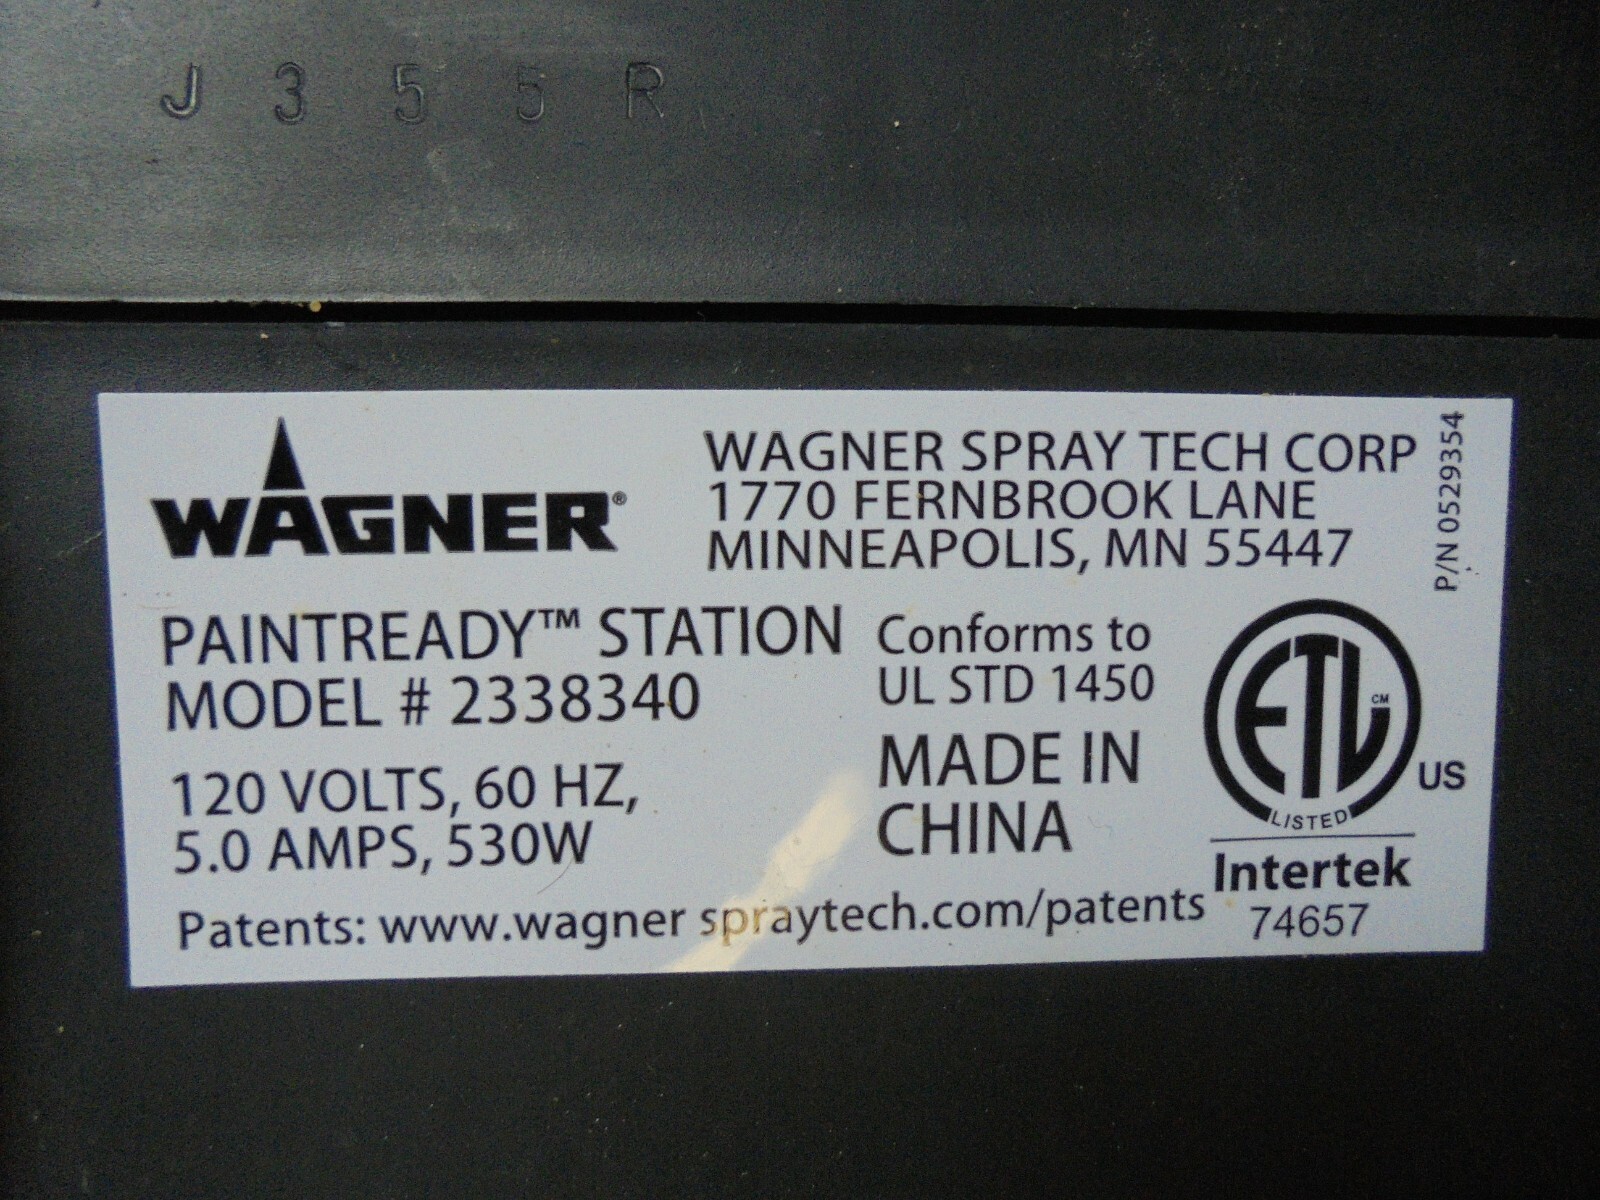 J 3 5 5 R
WAGNER®
WAGNER SPRAY TECH CORP
1770 FERNBROOK LANE
MINNEAPOLIS, MN 55447
P/N 0529354
PAINTREADY™ STATION
MODEL # 2338340
120 VOLTS, 60 HZ,
5.0 AMPS, 530W
Conforms to
UL STD 1450
MADE IN
CHINA
ETL CM
LISTED
US
Intertek
74657
Patents: www.wagner spraytech.com/patents